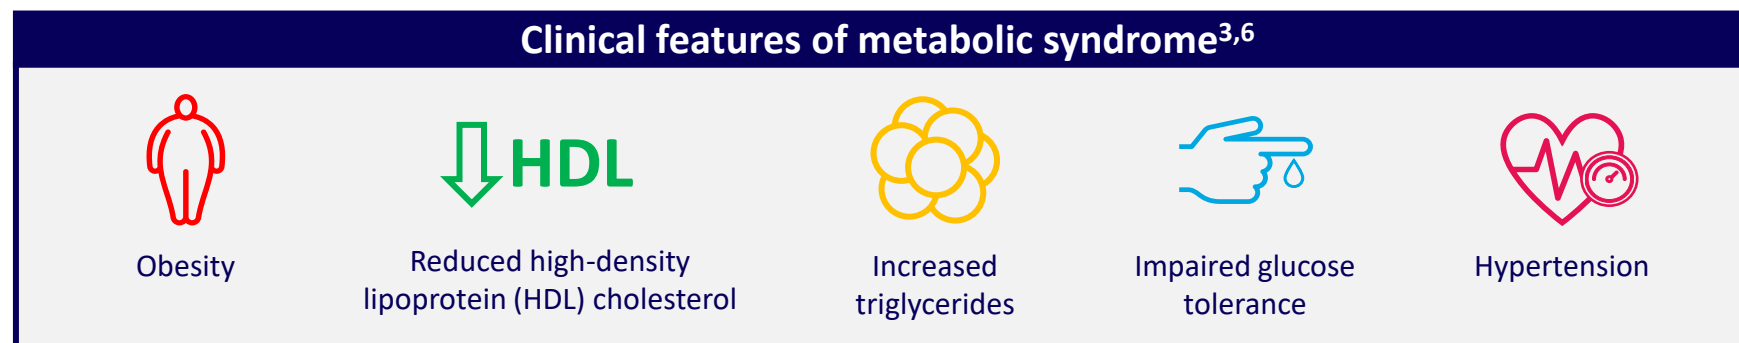 Clinical features of metabolic syndrome3,6
HDL
Obesity
Reduced high-density
lipoprotein (HDL) cholesterol
Increased
triglycerides
Impaired glucose
tolerance
Hypertension